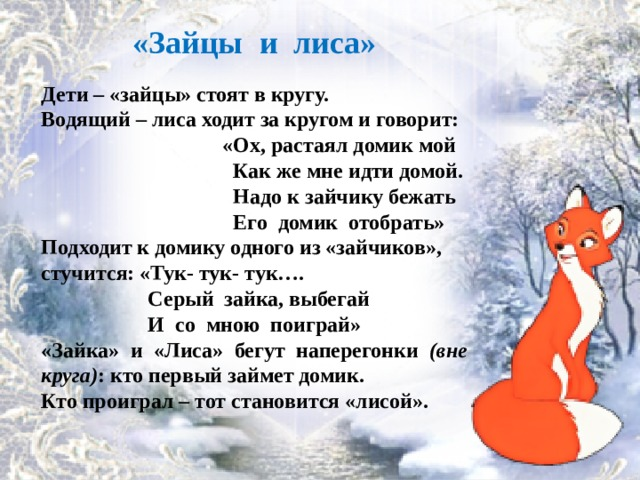 «Зайцы и лиса»
Дети – «зайцы» стоят в кругу.
Водящий – лиса ходит за кругом и говорит:
«Ох, растаял домик мой
Как же мне идти домой.
Надо к зайчику бежать
Его домик отобрать»
Подходит к домику одного из «зайчиков»,
стучится: «Тук- тук- тук….
Серый зайка, выбегай
И со мною поиграй»
«Зайка» и «Лиса» бегут наперегонки (вне
круга): кто первый займет домик.
Кто проиграл – тот становится «лисой».